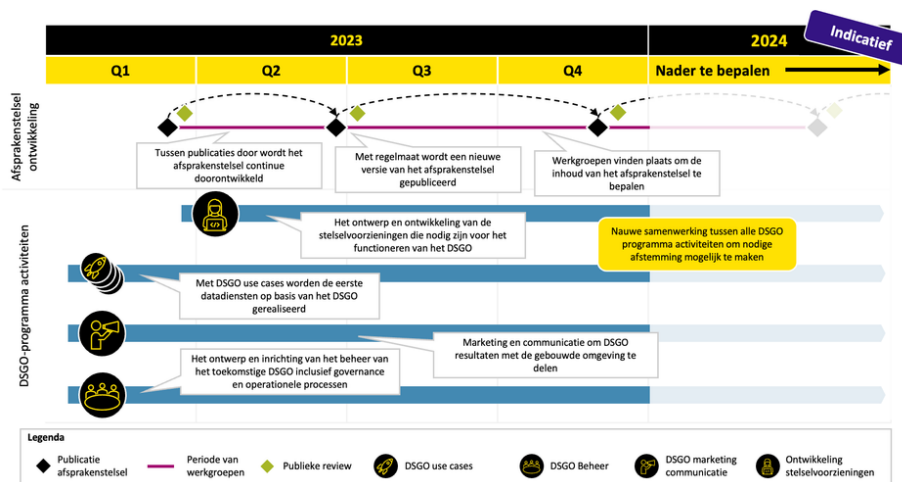 2023
2024
Indicatief
Q1
Q2
Q3
Q4
Nader te bepalen
Afsprakenstelsel
ontwikkeling
Tussen publicaties door wordt het
afsprakenstelsel continue
doorontwikkeld
Met regelmaat wordt een nieuwe
versie van het afsprakenstelsel
gepubliceerd
Werkgroepen vinden plaats om de
inhoud van het afsprakenstelsel te
bepalen
DSGO-programma activiteiten
Het ontwerp en ontwikkeling van de
stelselvoorzieningen die nodig zijn voor het
functioneren van het DSGO
Nauwe samenwerking tussen alle DSGO
programma activiteiten om nodige
afstemming mogelijk te maken
Met DSGO use cases worden de eerste
datadiensten op basis van het DSGO
gerealiseerd
Marketing en communicatie om DSGO
resultaten met de gebouwde omgeving te
delen
Het ontwerp en inrichting van het beheer van
het toekomstige DSGO inclusief governance
en operationele processen
Legenda
Publicatie
afsprakenstelsel
Periode van
werkgroepen
Publieke review
DSGO use cases
DSGO Beheer
DSGO marketing
communicatie
Ontwikkeling
stelselvoorzieningen